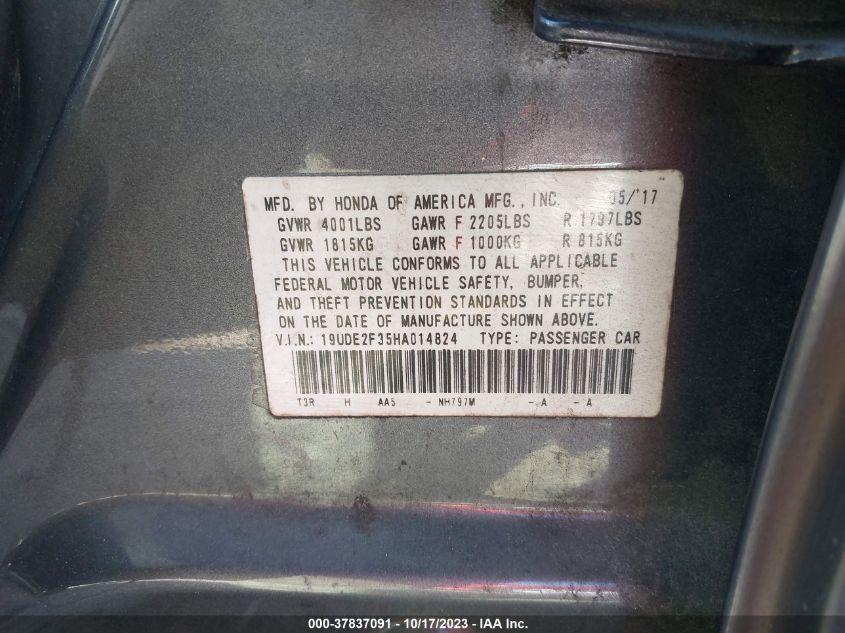 MFD. BY HONDA OF AMERICA MFG., INC. 05/'17
GVWR 4001LBS GAWR F 2205LBS R 1797LBS
GVWR 1815KG GAWR F 1000KG R 815KG
THIS VEHICLE CONFORMS TO ALL APPLICABLE
FEDERAL MOTOR VEHICLE SAFETY, BUMPER,
AND THEFT PREVENTION STANDARDS IN EFFECT
ON THE DATE OF MANUFACTURE SHOWN ABOVE.
V.I.N.: 19UDE2F35HA014824 TYPE: PASSENGER CAR
T3R H AA5 - NH797M - A - A
000-37837091 - 10/17/2023 - IAA Inc.